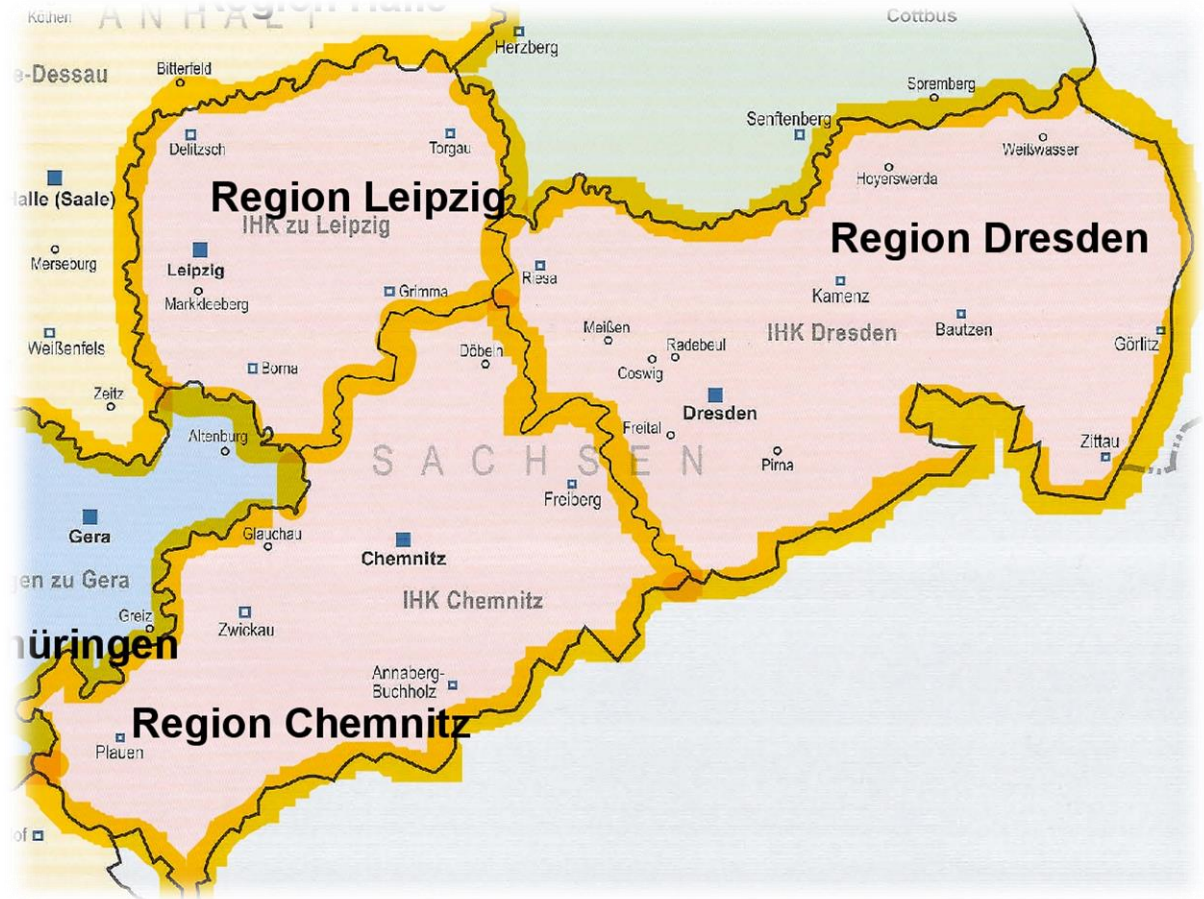 Region Halle
Köthen
ANHALT
S
Cottbus
Herzberg
e-Dessau
Bitterfeld
Spremberg
Senftenberg
Delitzsch
Torgau
Weißwasser
Hoyerswerda
Halle (Saale)
Region Leipzig
IHK zu Leipzig
Region Dresden
Merseburg
Leipzig
Markkleeberg
Grimma
Riesa
Kamenz
Weißenfels
Borna
Döbeln
Meißen
Radebeul
Coswig
IHK Dresden
Bautzen
Görlitz
Zeitz
Dresden
Altenburg
Freital
Pirna
Zittau
SACHSEN
Freiberg
Gera
Glauchau
Chemnitz
en zu Gera
IHK Chemnitz
Greiz
Zwickau
hüringen
Annaberg-
Buchholz
Region Chemnitz
Plauen
of